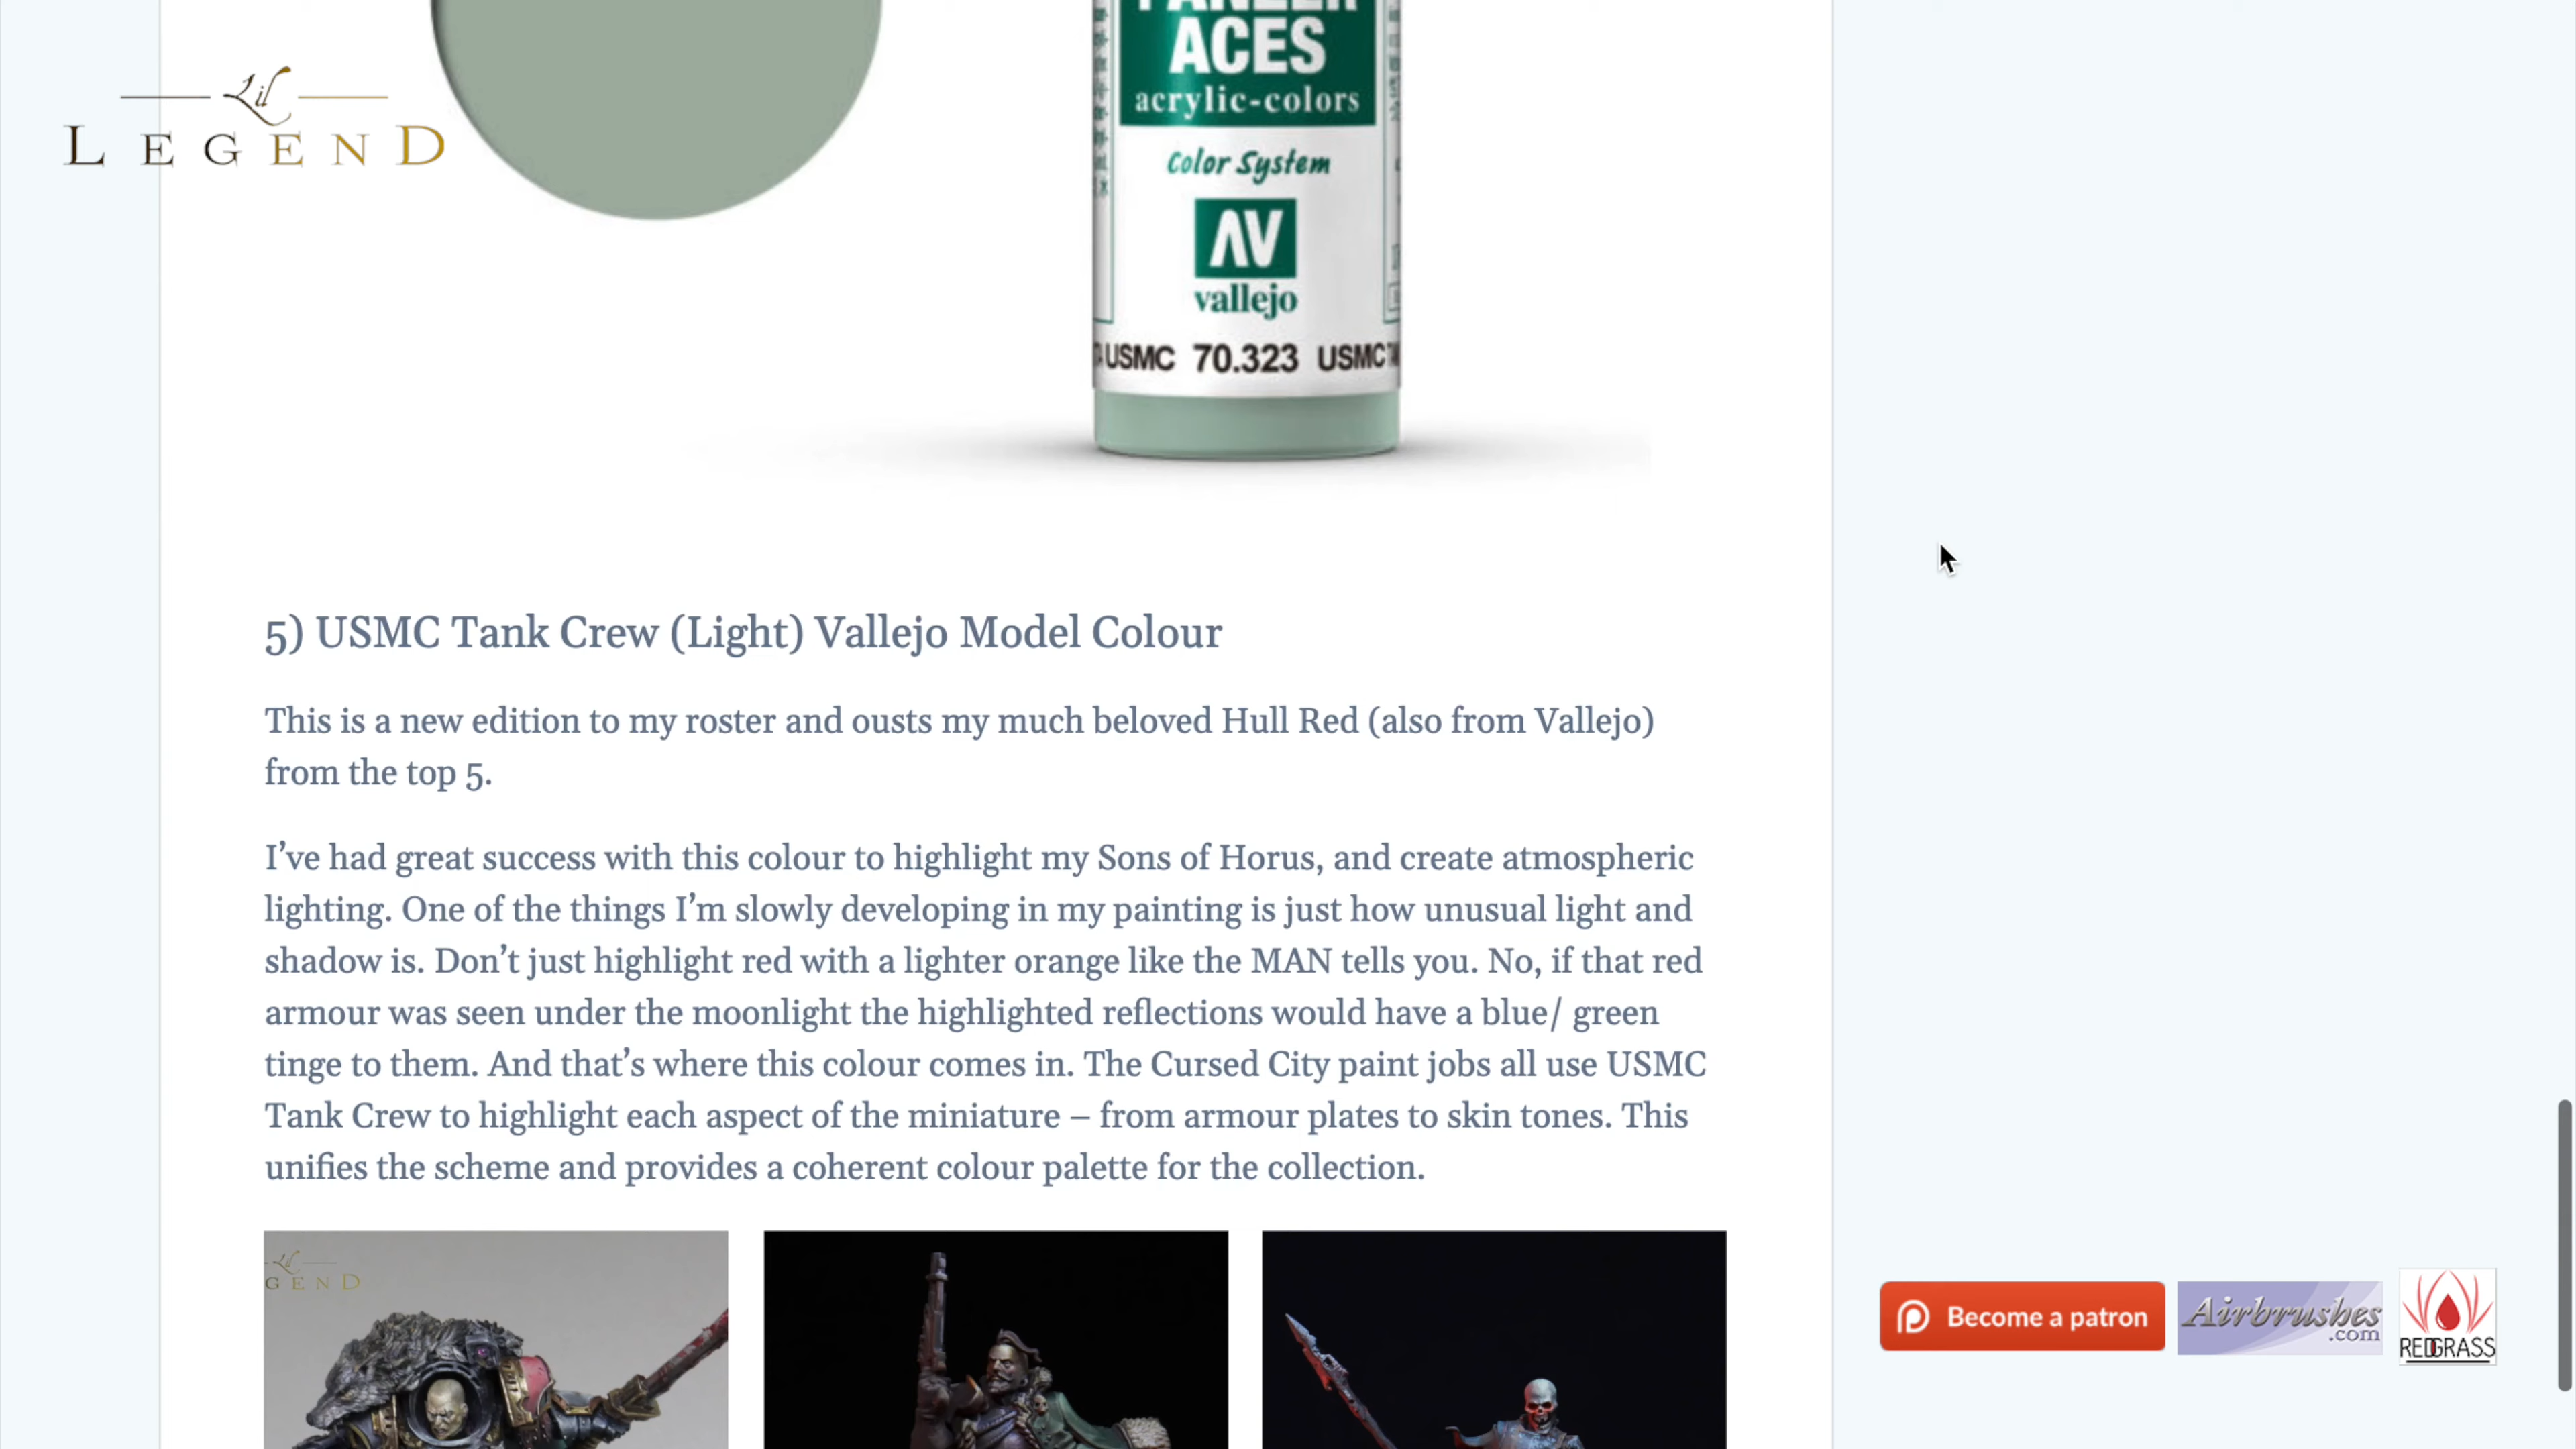 Lil
LEGEND
ACES
acrylic-colors
Color System
AV
vallejo
USMC 70.323 USMC
5) USMC Tank Crew (Light) Vallejo Model Colour
This is a new edition to my roster and ousts my much beloved Hull Red (also from Vallejo)
from the top 5.
I’ve had great success with this colour to highlight my Sons of Horus, and create atmospheric
lighting. One of the things I’m slowly developing in my painting is just how unusual light and
shadow is. Don’t just highlight red with a lighter orange like the MAN tells you. No, if that red
armour was seen under the moonlight the highlighted reflections would have a blue/ green
tinge to them. And that’s where this colour comes in. The Cursed City paint jobs all use USMC
Tank Crew to highlight each aspect of the miniature – from armour plates to skin tones. This
unifies the scheme and provides a coherent colour palette for the collection.
Lil
GEND
Become a patron
Airbrushes
.com
REDGRASS